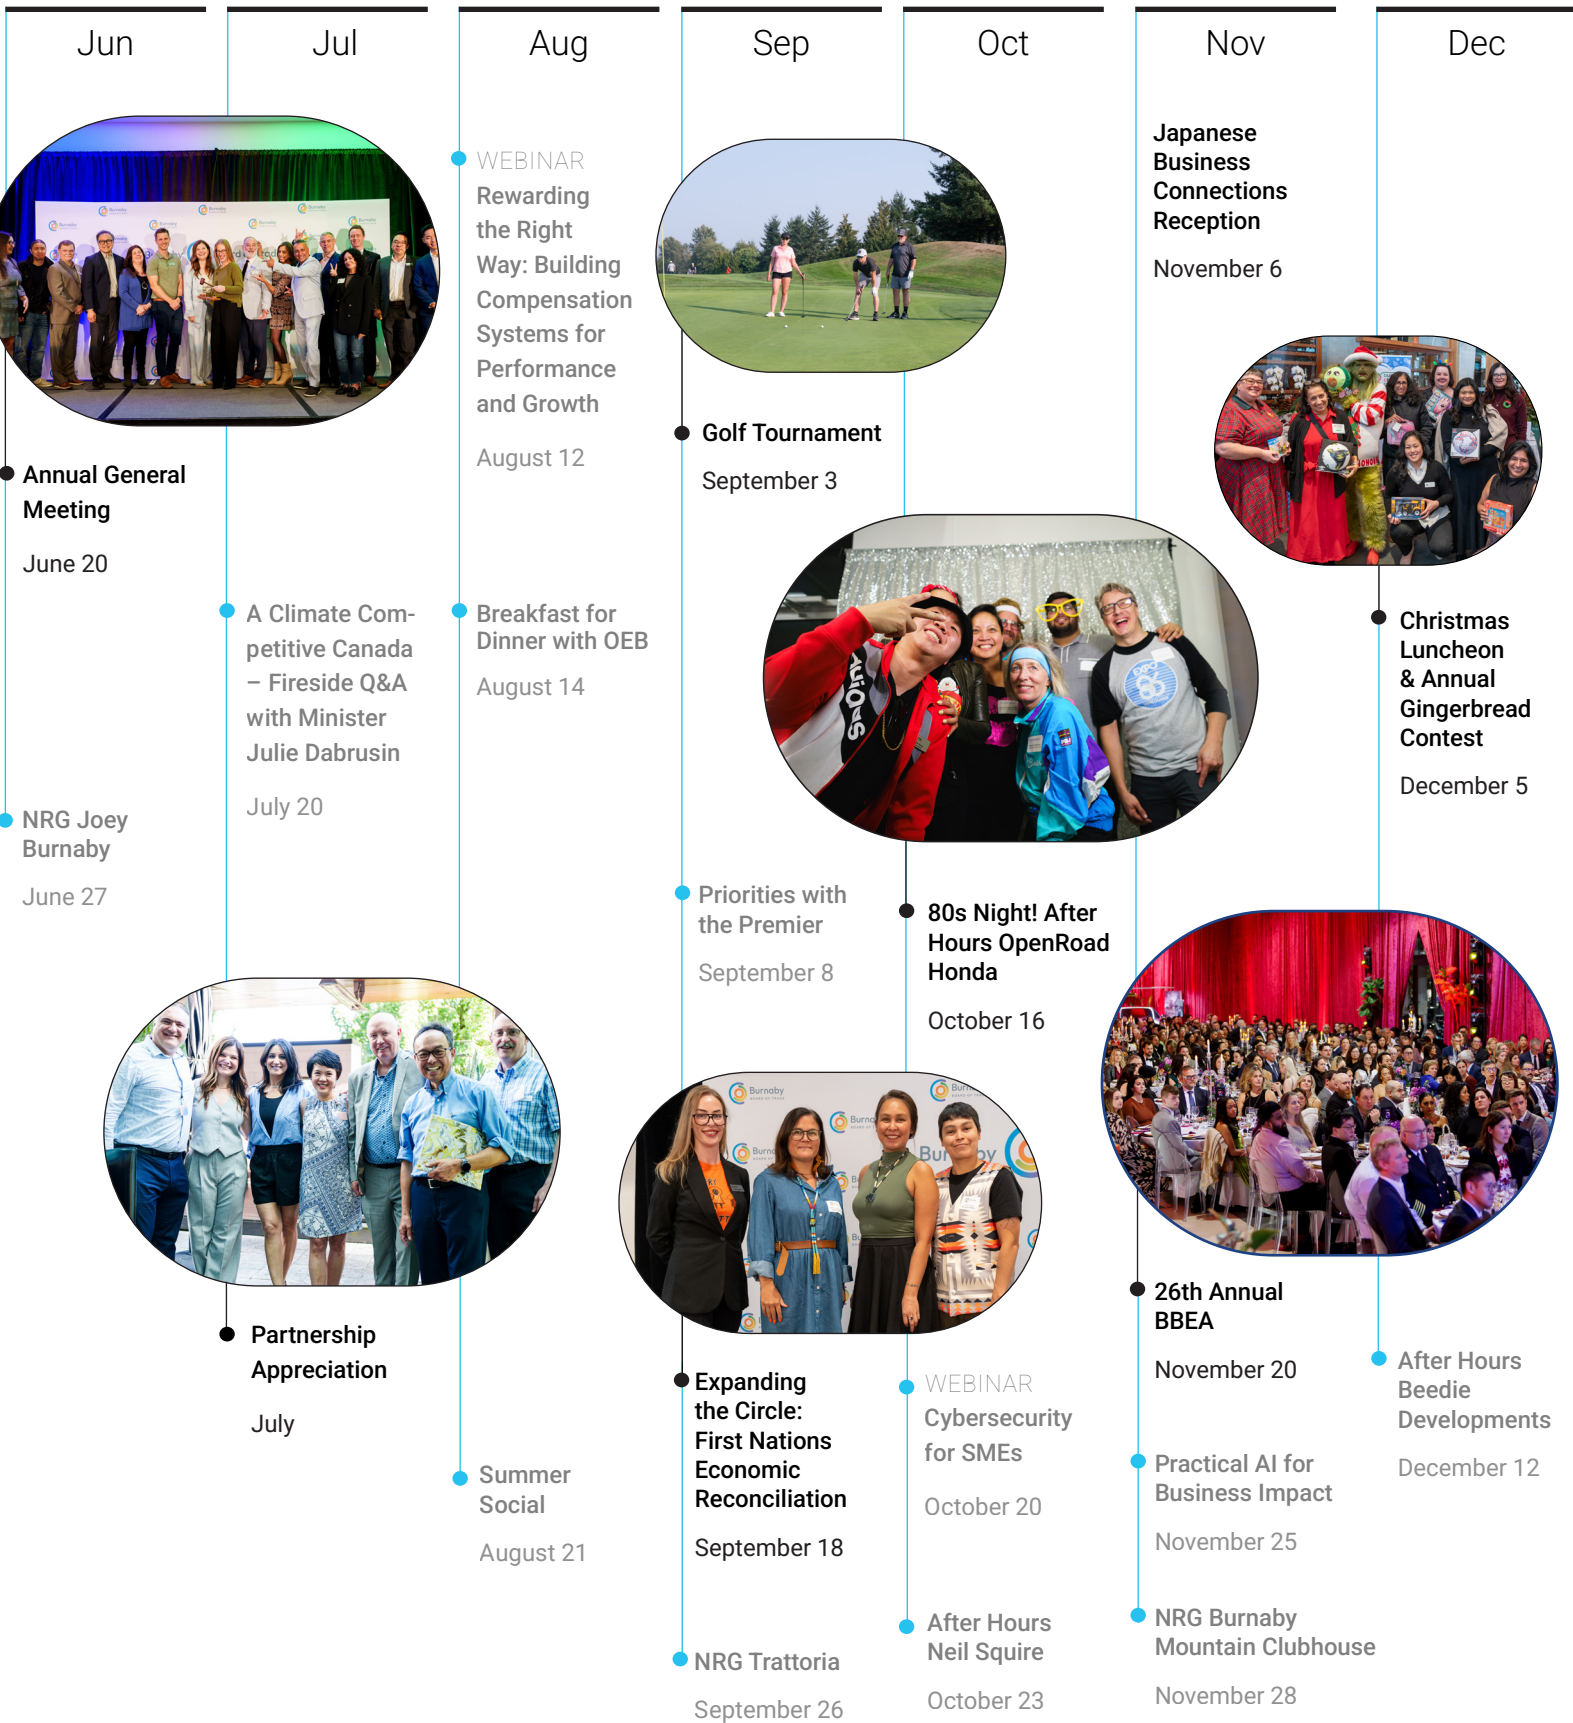 Jun
Annual General
Meeting
June 20
NRG Joey
Burnaby
June 27
Jul
A Climate Com-
petitive Canada
– Fireside Q&A
with Minister
Julie Dabrusin
July 20
Partnership
Appreciation
July
Aug
WEBINAR
Rewarding
the Right
Way: Building
Compensation
Systems for
Performance
and Growth
August 12
Breakfast for
Dinner with OEB
August 14
Summer
Social
August 21
Sep
Golf Tournament
September 3
Priorities with
the Premier
September 8
Burnaby
BOARD OF TRADE
Expanding
the Circle:
First Nations
Economic
Reconciliation
September 18
NRG Trattoria
September 26
Oct
EXPO
86
80s Night! After
Hours OpenRoad
Honda
October 16
WEBINAR
Cybersecurity
for SMEs
October 20
After Hours
Neil Squire
October 23
Nov
Japanese
Business
Connections
Reception
November 6
26th Annual
BBEA
November 20
Practical AI for
Business Impact
November 25
NRG Burnaby
Mountain Clubhouse
November 28
Dec
Christmas
Luncheon
& Annual
Gingerbread
Contest
December 5
After Hours
Beedie
Developments
December 12